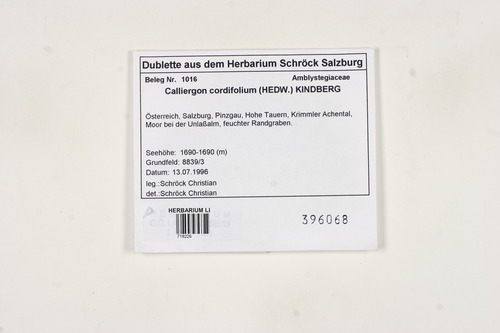 Dublette aus dem Herbarium Schröck Salzburg
Beleg Nr. 1016 Amblystegiaceae
Calliergon cordifolium (HEDW.) KINDBERG
Österreich, Salzburg, Pinzgau, Hohe Tauern, Krimmler Achental,
Moor bei der Unlaßalm, feuchter Randgraben.
Seehöhe: 1690-1690 (m)
Grundfeld: 8839/3
Datum: 13.07.1996
leg.:Schröck Christian
det.:Schröck Christian
HERBARIUM LI
396068